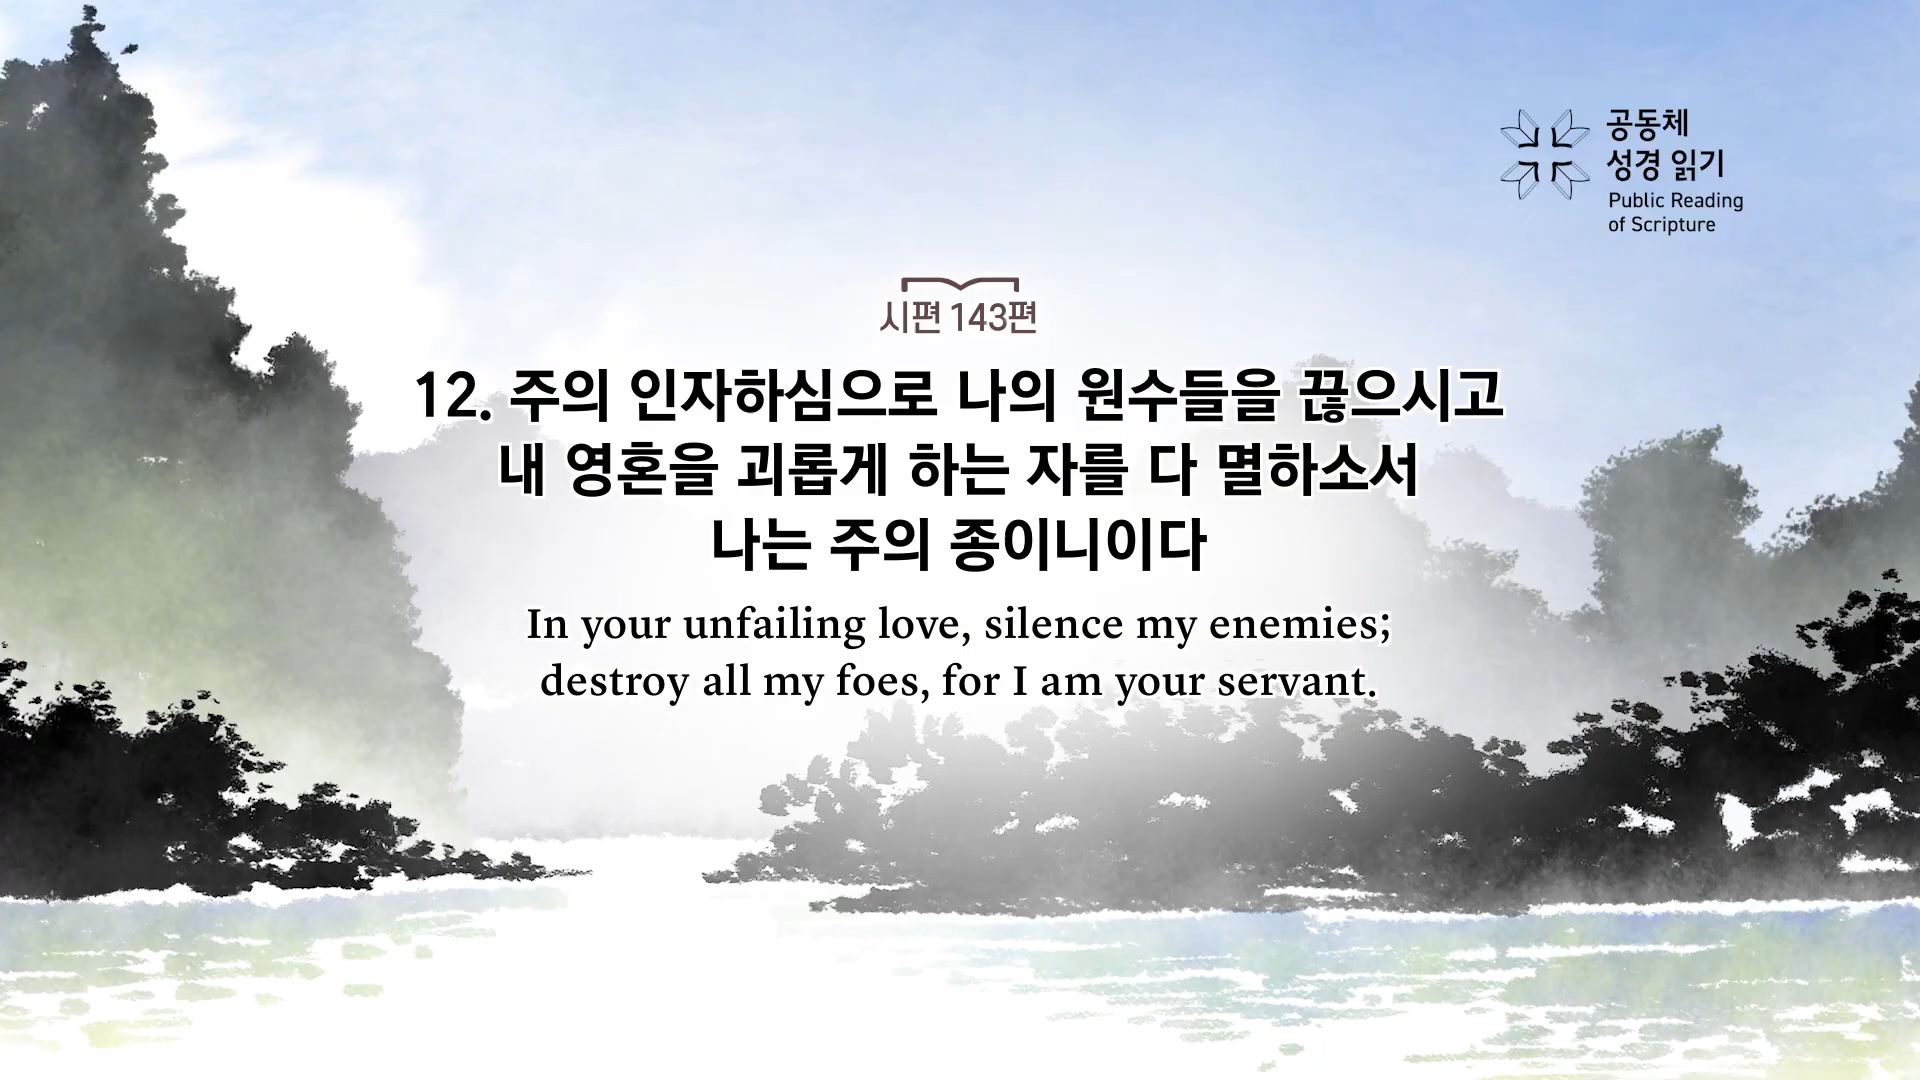 공동체
성경 읽기
Public Reading
of Scripture
시편 143편
12. 주의 인자하심으로 나의 원수들을 끊으시고
내 영혼을 괴롭게 하는 자를 다 멸하소서
나는 주의 종이니이다
In your unfailing love, silence my enemies;
destroy all my foes, for I am your servant.